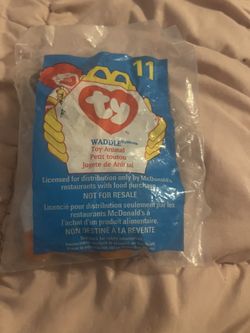 11
ty
WADDLE
Toy Animal
Petit toutou
Juguete de Animal
Licensed for distribution only by McDonald's
restaurants with food purchase.
NOT FOR RESALE
Licencié pour distribution seulement par les
restaurants McDonald's à
l'achat d'un produit alimentaire.
NON DESTINÉ A LA REVENTE